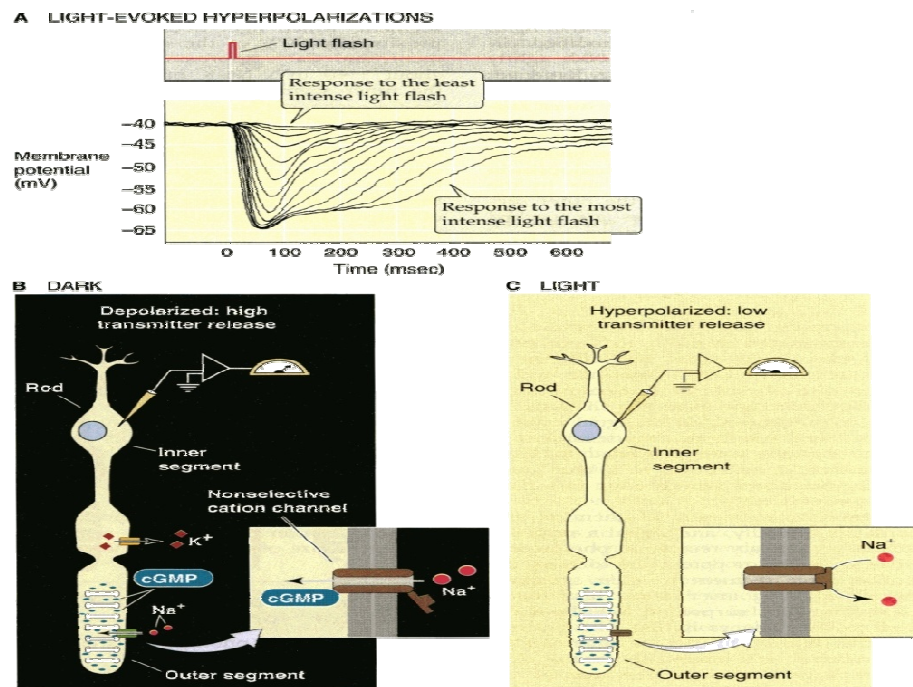 A LIGHT-EVOKED HYPERPOLARIZATIONS
Light flash
Response to the least
intense light flash
Membrane
potential
(mV)
−40
−45
−50
−55
−60
−65
0 100 200 300 400 500 600
Time (msec)
Response to the most
intense light flash
B DARK
Depolarized: high
transmitter release
Rod
Inner
segment
Nonselective
cation channel
K+
cGMP
Na+
cGMP
Na+
Outer segment
C LIGHT
Hyperpolarized: low
transmitter release
Rod
Inner
segment
Na+
Outer segment